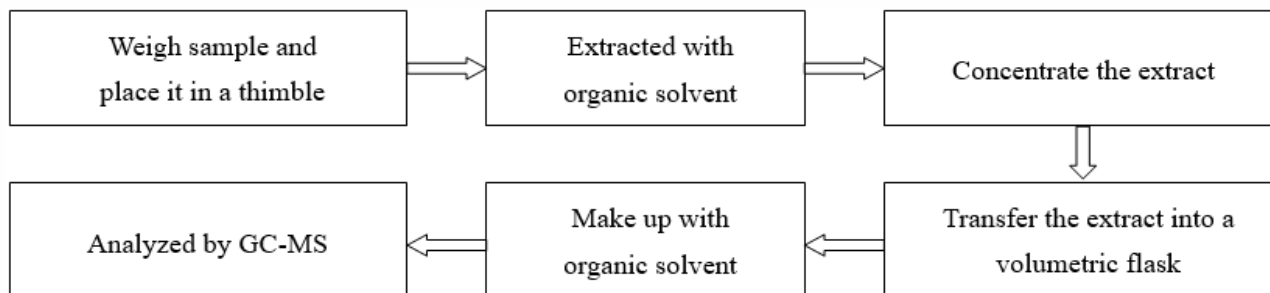 Weigh sample and
place it in a thimble
Extracted with
organic solvent
Concentrate the extract
Transfer the extract into a
volumetric flask
Make up with
organic solvent
Analyzed by GC-MS